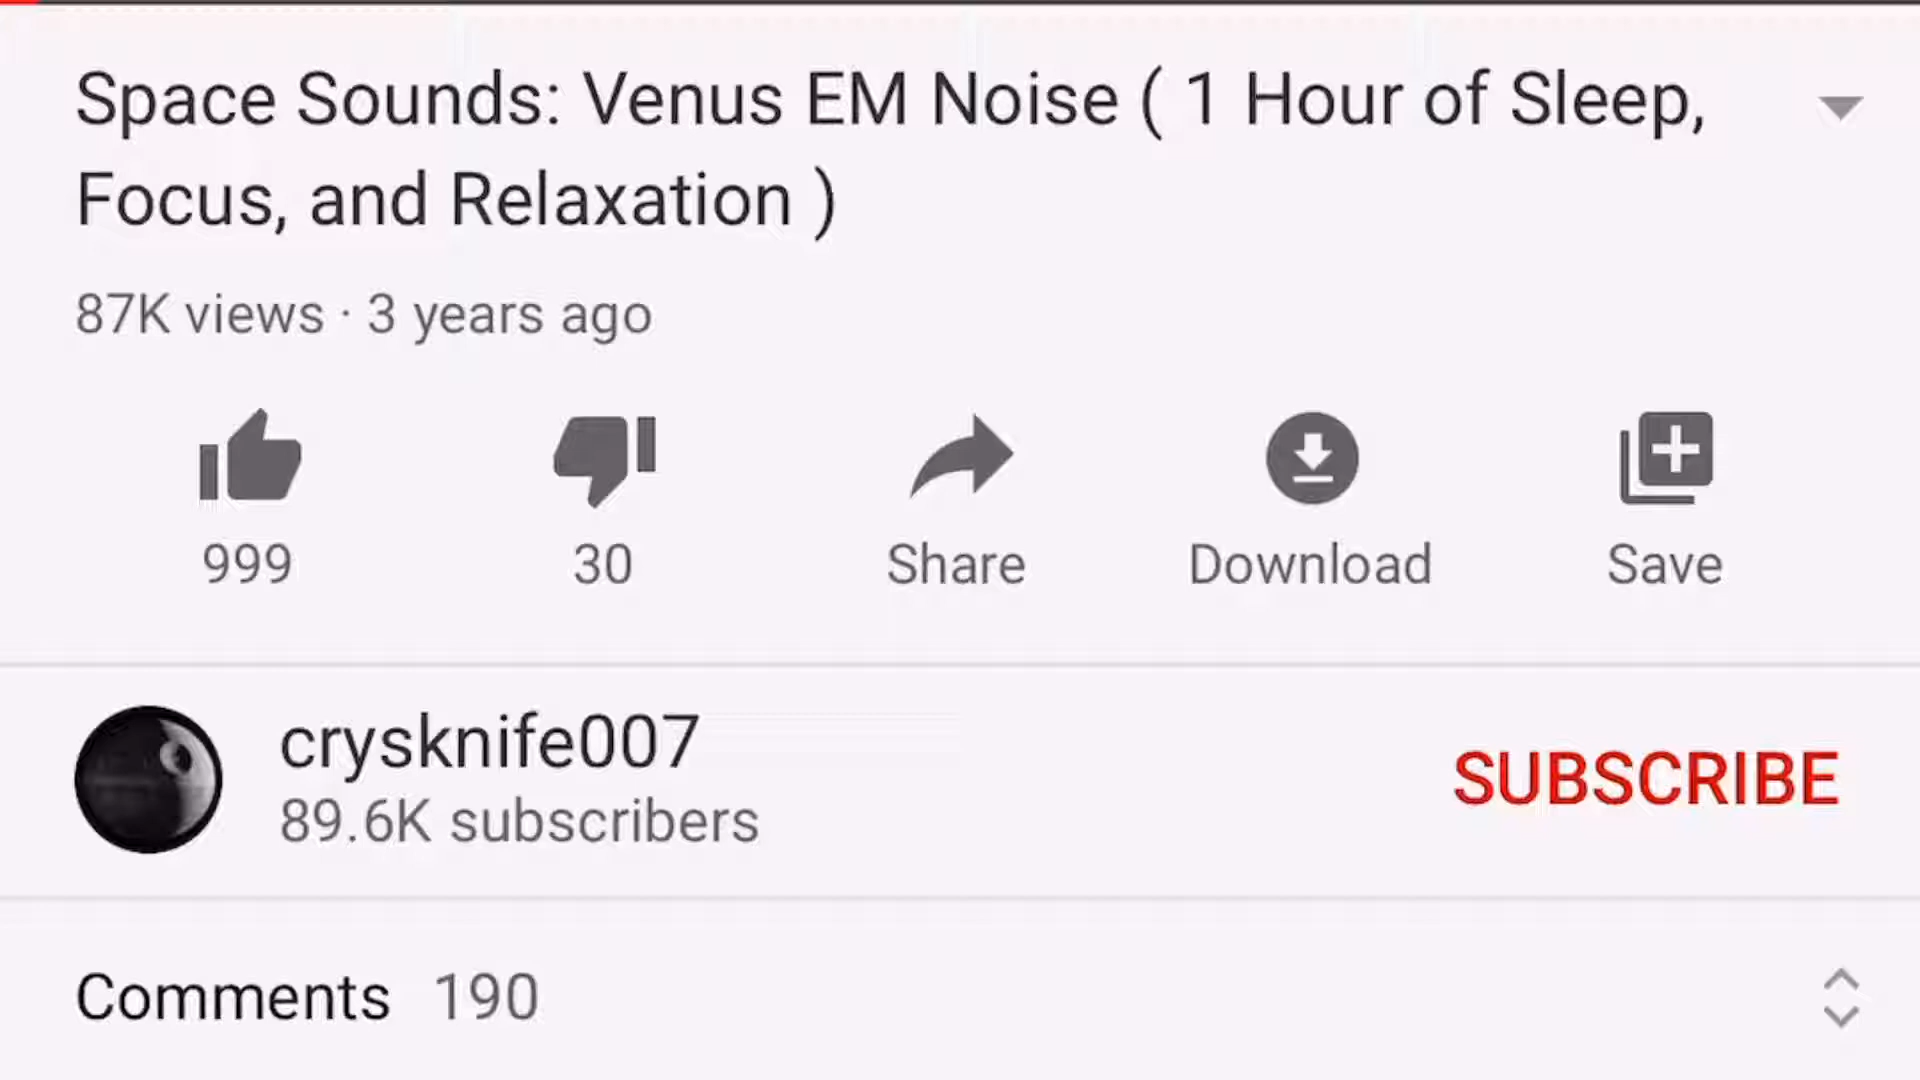 Space Sounds: Venus EM Noise ( 1 Hour of Sleep,
Focus, and Relaxation )
87K views · 3 years ago
999 30 Share Download Save
crysknife007
SUBSCRIBE
89.6K subscribers
Comments 190